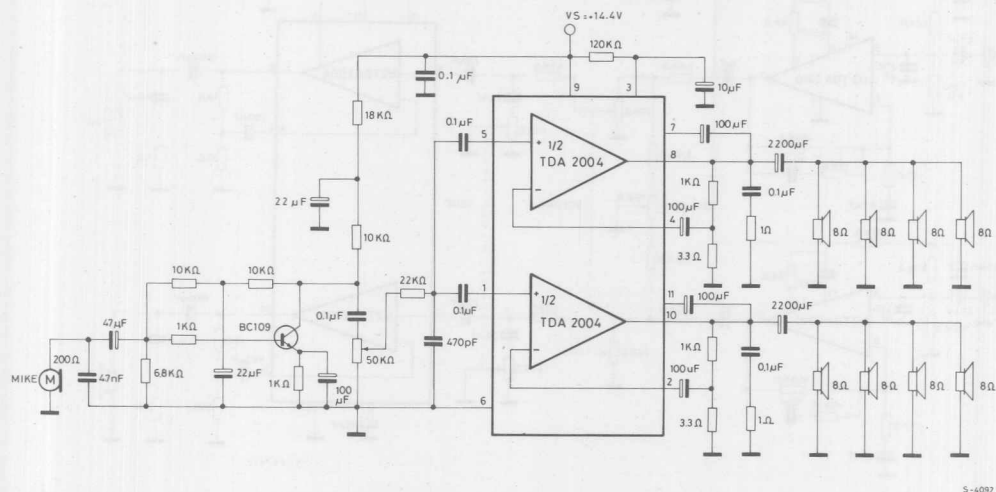 VS=+14.4V
120KΩ
0.1µF
9
3
10µF
18KΩ
0.1µF
5
7
100µF
1/2
TDA 2004
8
2200µF
1KΩ
0.1µF
22µF
100µF
4
1Ω
10KΩ
3.3Ω
8Ω
8Ω
8Ω
8Ω
10KΩ
10KΩ
22KΩ
1
0.1µF
1/2
TDA 2004
11
100µF
10
2200µF
47µF
1KΩ
BC109
0.1µF
1KΩ
0.1µF
200Ω
MIKE
M
47nF
6.8KΩ
22µF
1KΩ
100µF
50KΩ
470pF
100µF
2
8Ω
8Ω
8Ω
8Ω
6
3.3Ω
1Ω
S-4092